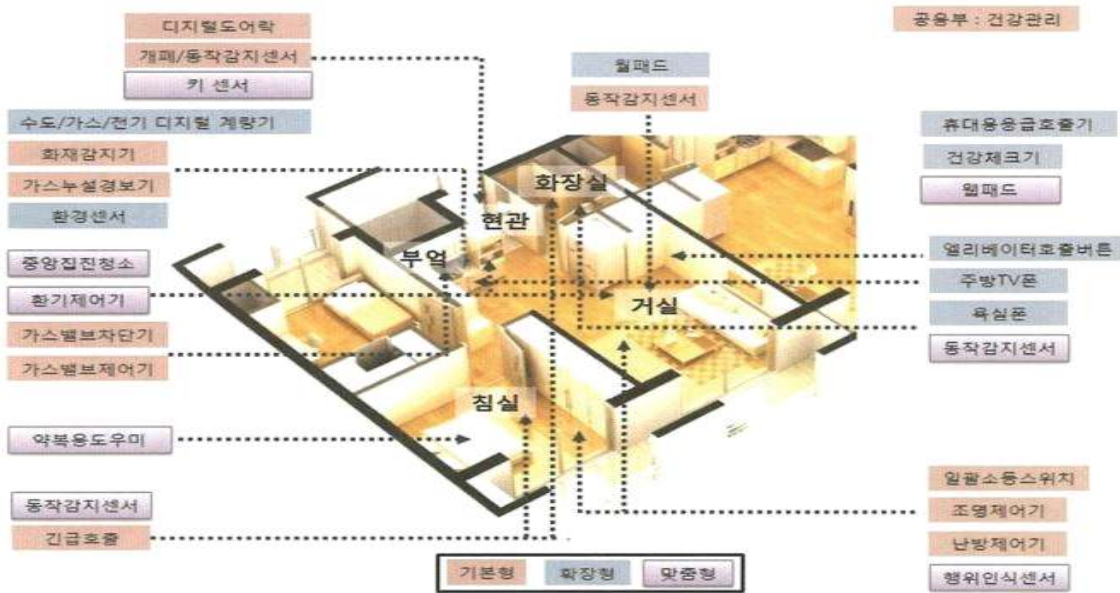 디지털도어락
공용부 : 건강관리
개폐/동작감지센서
키 센서
월패드
동작감지센서
수도/가스/전기 디지털 계량기
화재감지기
가스누설경보기
환경센서
휴대용응급호출기
건강체크기
월패드
화장실
현관
부엌
거실
침실
중앙집진청소
환기제어기
가스밸브차단기
가스밸브제어기
엘리베이터호출버튼
주방TV폰
욕실폰
동작감지센서
약복용도우미
동작감지센서
긴급호출
일괄소등스위치
조명제어기
난방제어기
행위인식센서
기본형 확장형 맞춤형